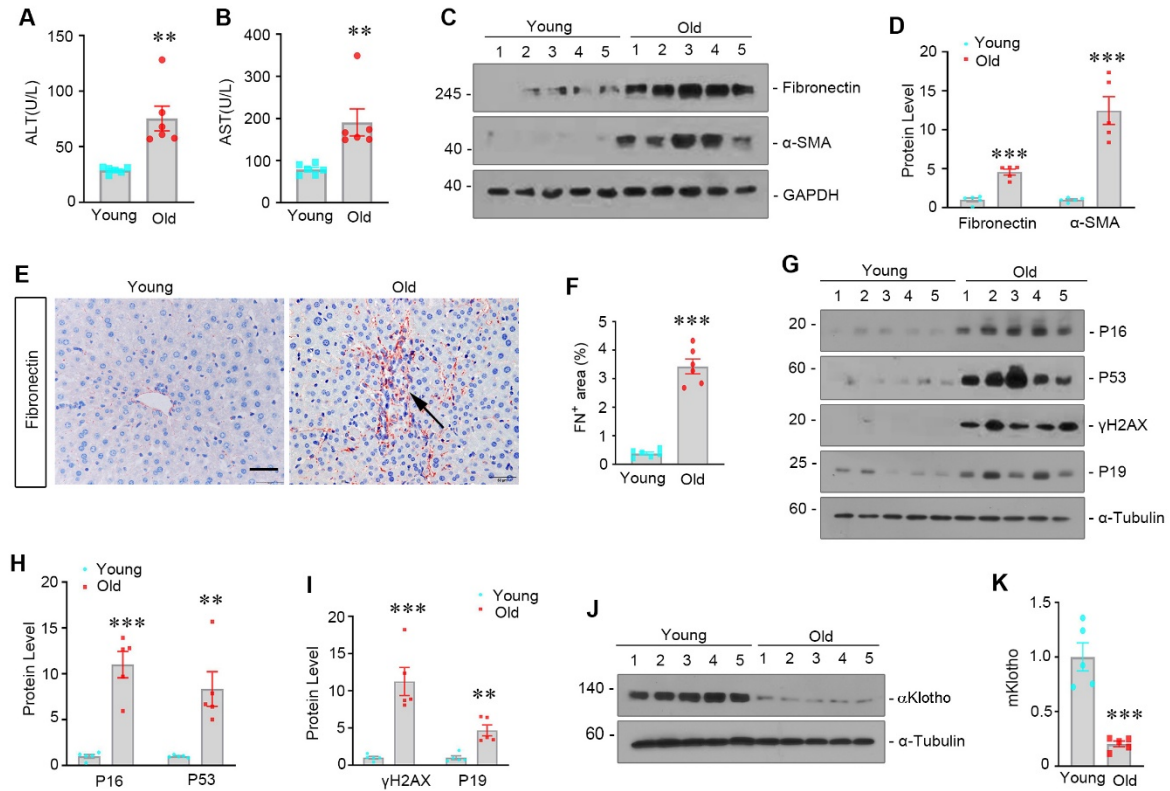 A
ALT(U/L)
150
100
50
0
**
Young Old
B
AST(U/L)
400
300
200
100
0
**
Young Old
C
Young Old
1 2 3 4 5 1 2 3 4 5
245 - - Fibronectin
40 - - α-SMA
40 - - GAPDH
D
Young
Old
Protein Level
20
15
10
5
0
*** ***
Fibronectin α-SMA
E
Young Old
Fibronectin
F
FN⁺ area (%)
5
4
3
2
1
0
***
Young Old
G
Young Old
1 2 3 4 5 1 2 3 4 5
20 - - P16
60 - - P53
20 - - γH2AX
25 - - P19
60 - - α-Tubulin
H
Young
Old
Protein Level
20
15
10
5
0
*** **
P16 P53
I
Young
Old
Protein Level
20
15
10
5
0
*** **
γH2AX P19
J
Young Old
1 2 3 4 5 1 2 3 4 5
140 - - αKlotho
60 - - α-Tubulin
K
mKlotho
1.5
1.0
0.5
0
***
Young Old